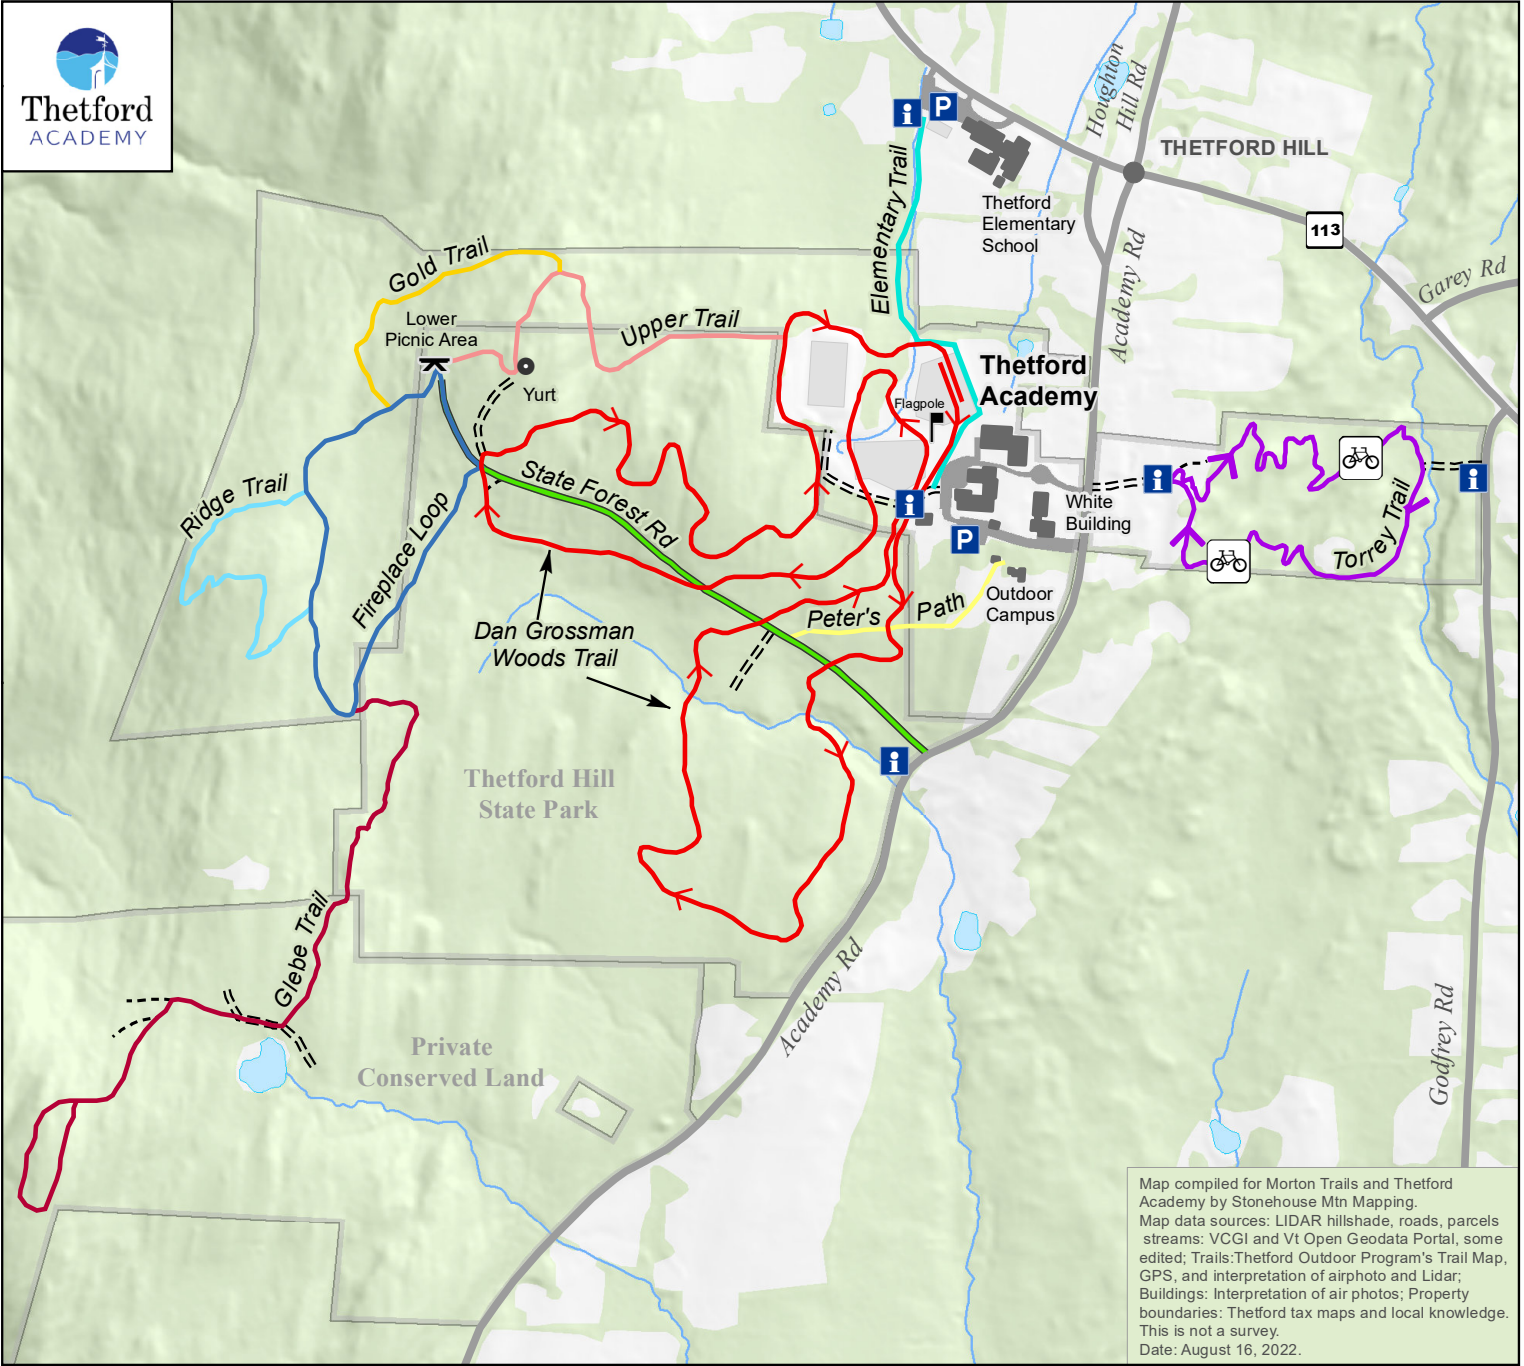 Thetford
ACADEMY
Houghton
Hill Rd
P
THETFORD HILL
Elementary Trail
Thetford
Elementary
School
113
Gold Trail
Academy Rd
Garey Rd
Lower
Picnic Area
Upper Trail
Yurt
Thetford
Academy
Flagpole
State Forest Rd
Ridge Trail
Fireplace Loop
White
Building
P
Torrey Trail
Outdoor
Campus
Peter's Path
Dan Grossman
Woods Trail
Thetford Hill
State Park
Glebe Trail
Academy Rd
Godfrey Rd
Private
Conserved Land
Map compiled for Morton Trails and Thetford
Academy by Stonehouse Mtn Mapping.
Map data sources: LIDAR hillshade, roads, parcels
streams: VCGI and Vt Open Geodata Portal, some
edited; Trails:Thetford Outdoor Program's Trail Map,
GPS, and interpretation of airphoto and Lidar;
Buildings: Interpretation of air photos; Property
boundaries: Thetford tax maps and local knowledge.
This is not a survey.
Date: August 16, 2022.